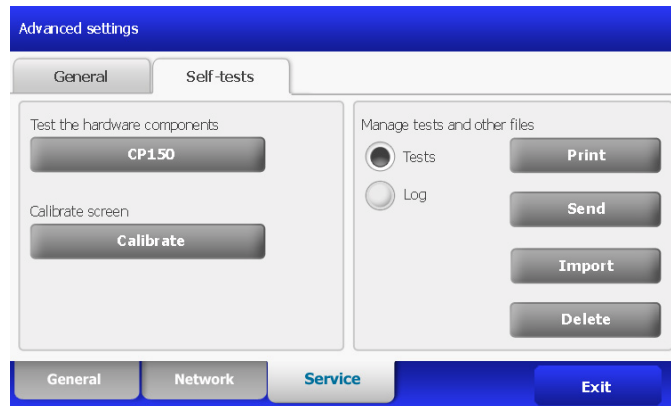 Advanced settings
General
Self-tests
Test the hardware components
CP150
Calibrate screen
Calibrate
Manage tests and other files
Tests
Log
Print
Send
Import
Delete
General
Network
Service
Exit